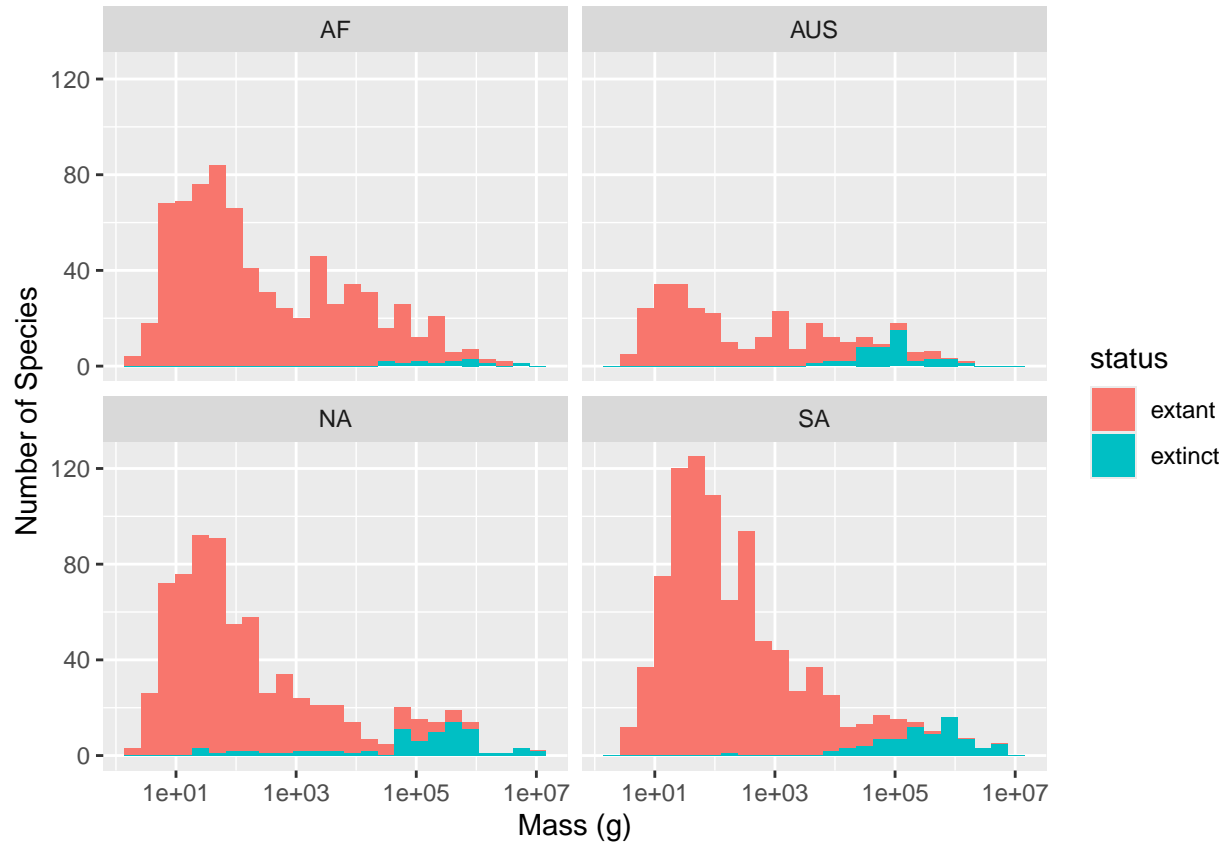 AF
AUS
120
80
40
0
NA
SA
120
80
40
0
1e+01
1e+03
1e+05
1e+07
1e+01
1e+03
1e+05
1e+07
Mass (g)
Number of Species
status
extant
extinct